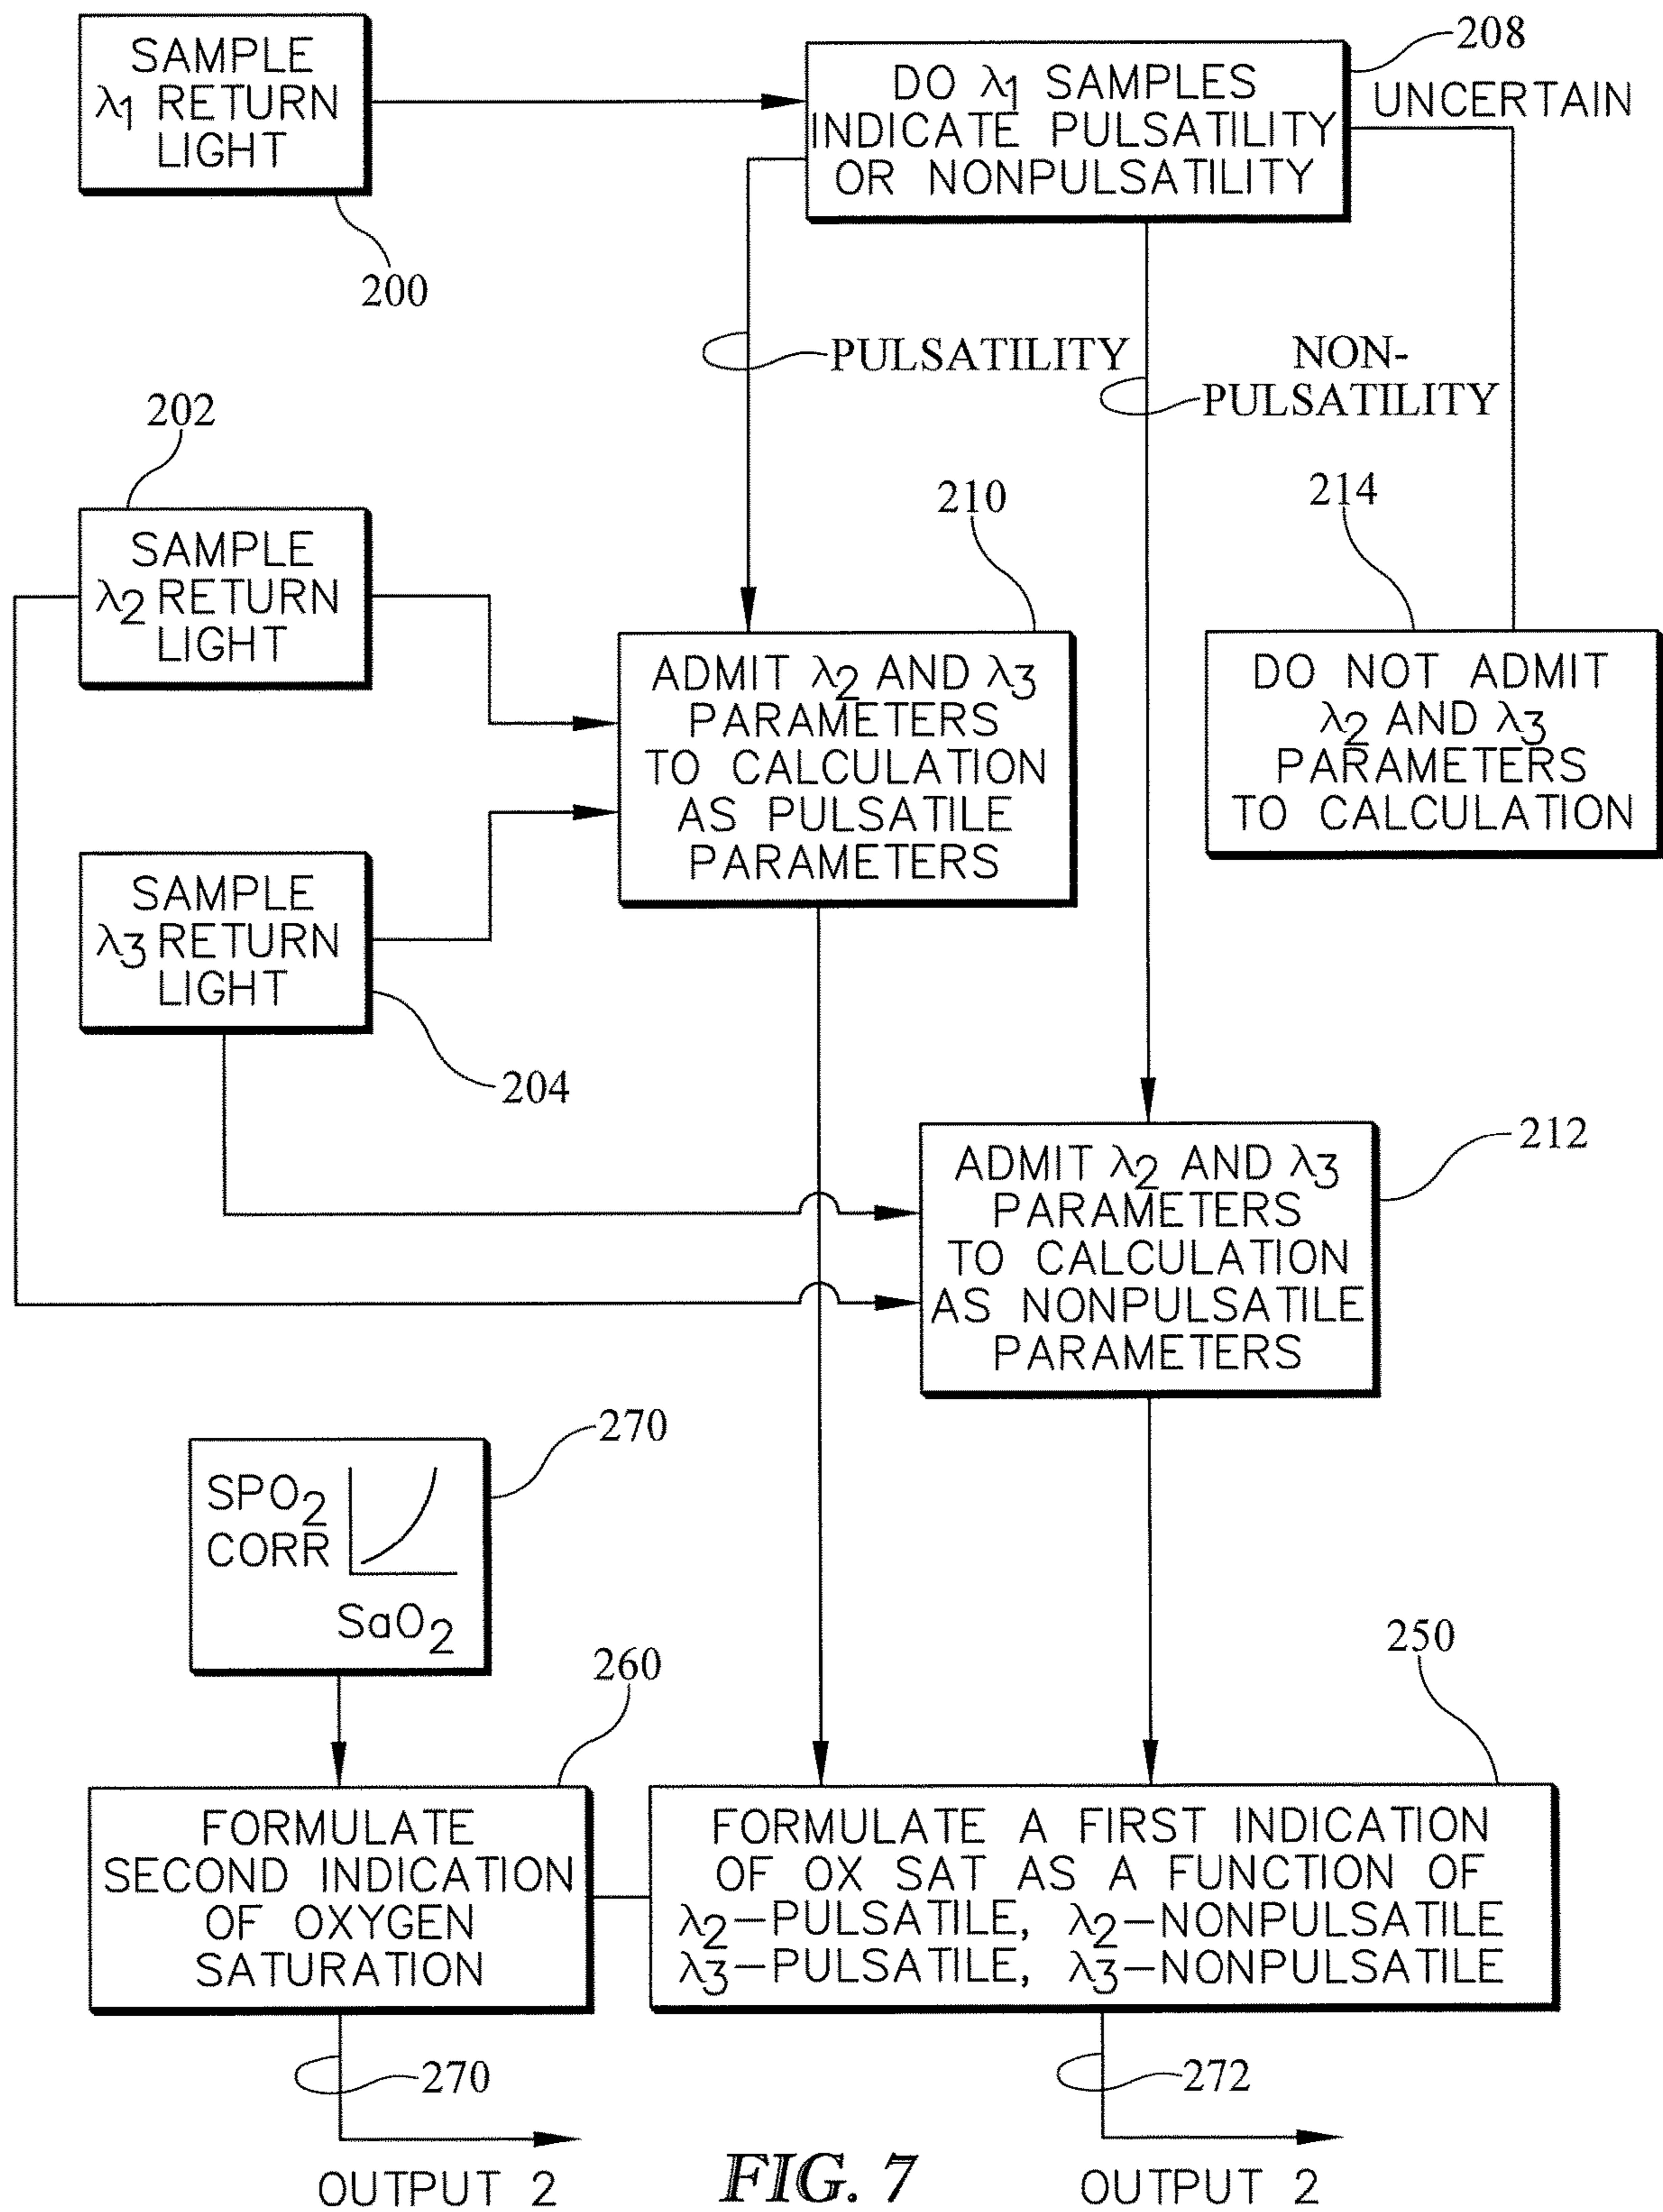 SAMPLE
λ1 RETURN
LIGHT
200
DO λ1 SAMPLES
INDICATE PULSATILITY
OR NONPULSATILITY
208
UNCERTAIN
PULSATILITY
NON-
PULSATILITY
202
SAMPLE
λ2 RETURN
LIGHT
210
ADMIT λ2 AND λ3
PARAMETERS
TO CALCULATION
AS PULSATILE
PARAMETERS
214
DO NOT ADMIT
λ2 AND λ3
PARAMETERS
TO CALCULATION
SAMPLE
λ3 RETURN
LIGHT
204
212
ADMIT λ2 AND λ3
PARAMETERS
TO CALCULATION
AS NONPULSATILE
PARAMETERS
270
SPO2
CORR
SaO2
260
FORMULATE
SECOND INDICATION
OF OXYGEN
SATURATION
250
FORMULATE A FIRST INDICATION
OF OX SAT AS A FUNCTION OF
λ2–PULSATILE, λ2–NONPULSATILE
λ3–PULSATILE, λ3–NONPULSATILE
270
OUTPUT 2
272
OUTPUT 2
FIG. 7